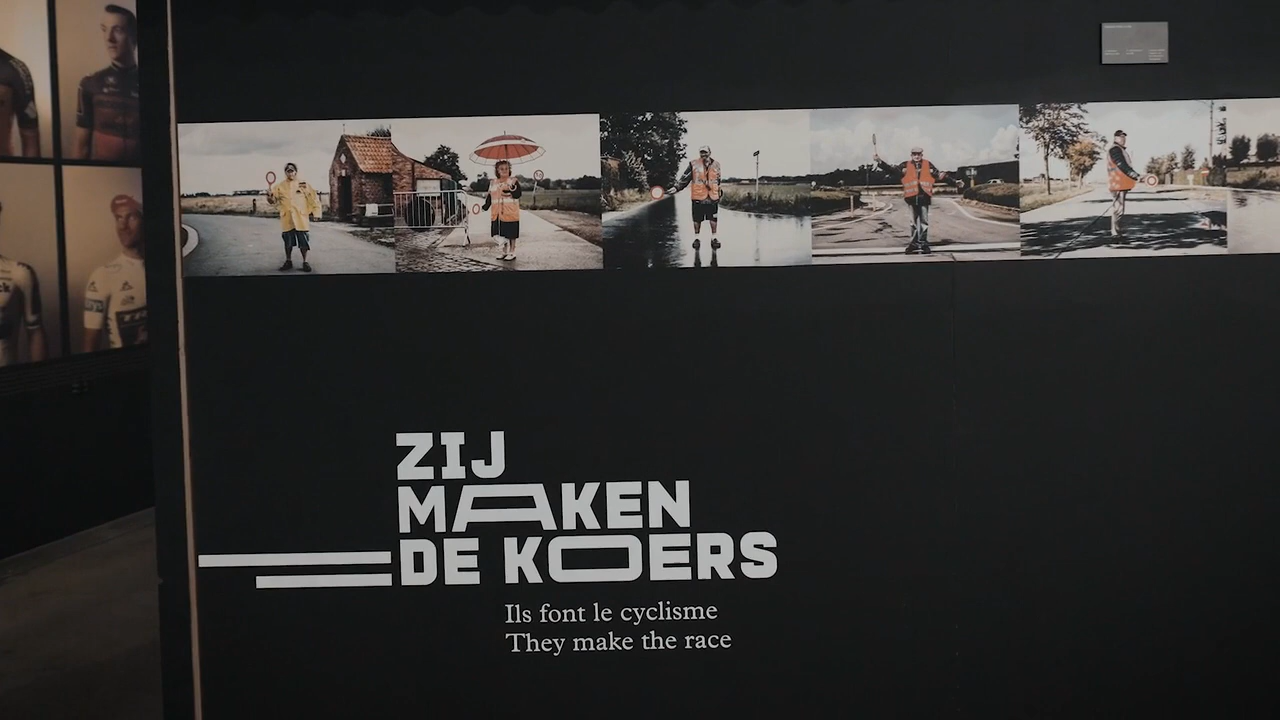 ZIJ
MAKEN
DE KOERS
Ils font le cyclisme
They make the race